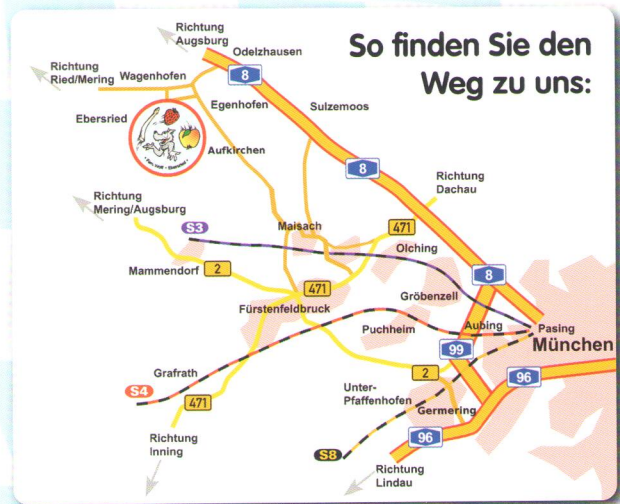 So finden Sie den
Weg zu uns:
Richtung
Augsburg
Odelzhausen
Richtung
Ried/Mering
Wagenhofen
8
Egenhofen
Sulzemoos
Ebersried
Aufkirchen
8
Richtung
Dachau
Richtung
Mering/Augsburg
S3
Maisach
471
Olching
Mammendorf
2
8
471
Gröbenzell
Fürstenfeldbruck
Puchheim
Aubing
Pasing
München
99
Grafrath
2
96
S4
471
Unter-
Pfaffenhofen
Germering
Richtung
Inning
S8
96
Richtung
Lindau